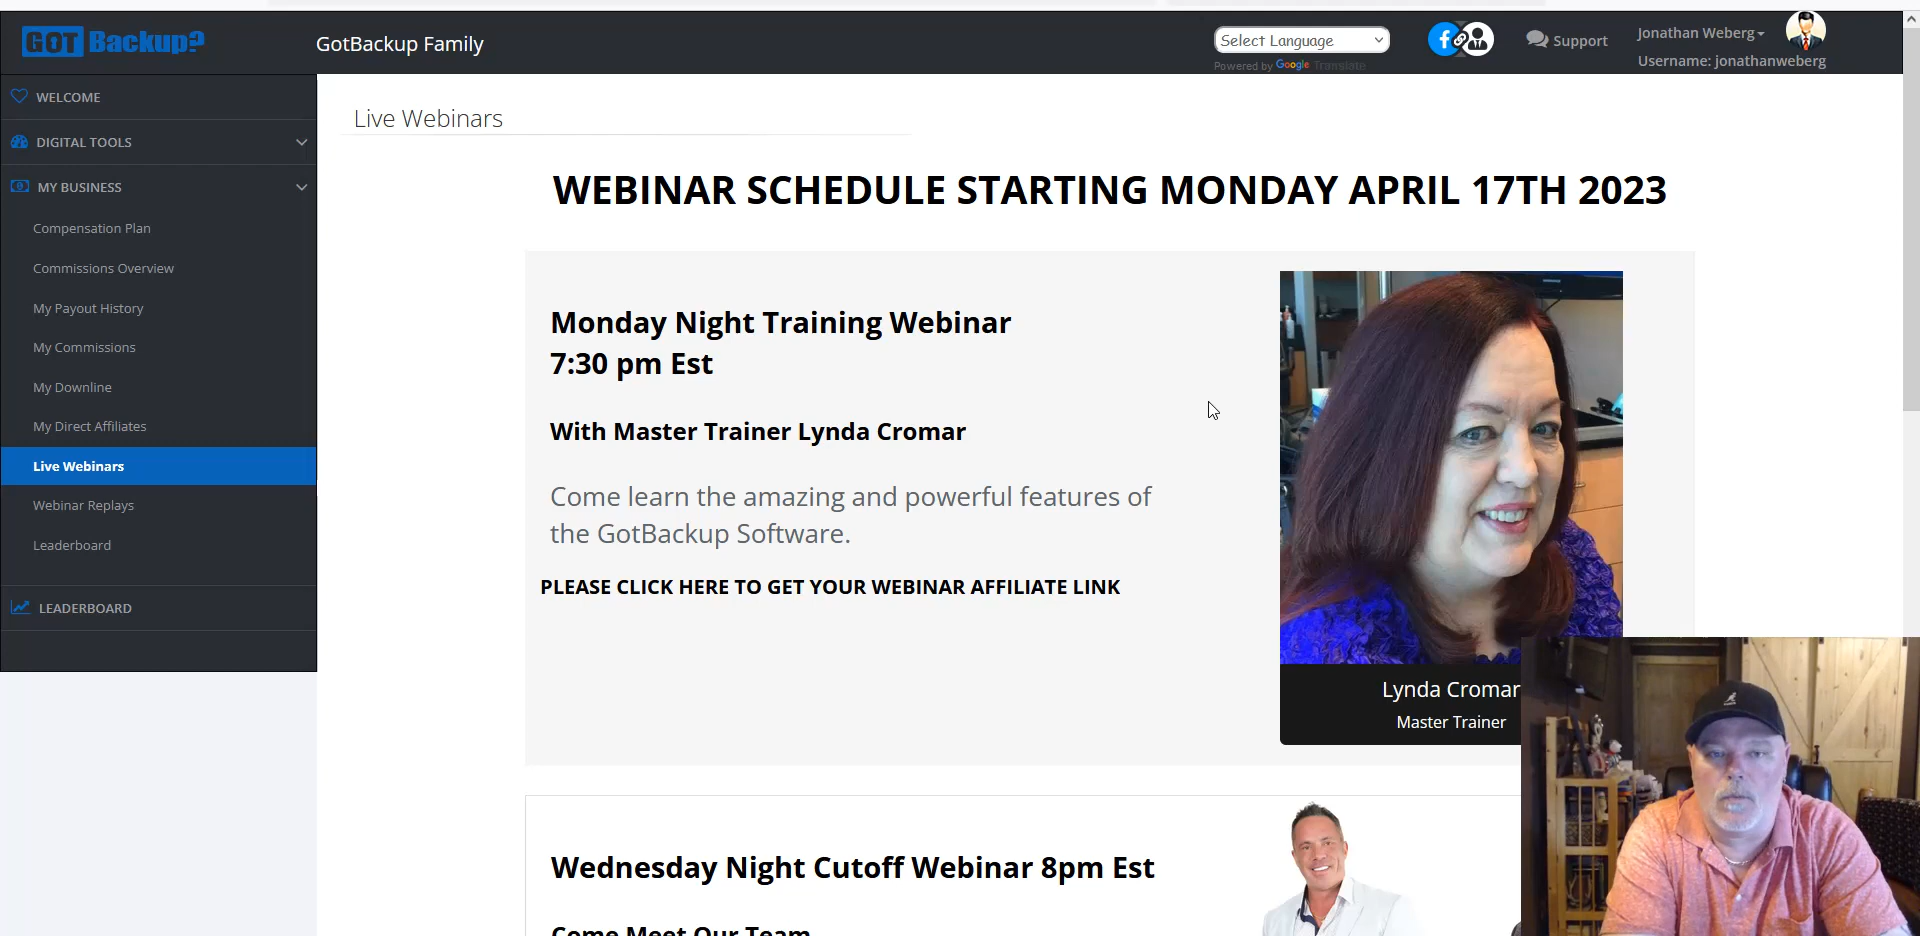 GOT Backup?
GotBackup Family
Select Language
Powered by Google Translate
Support
Jonathan Weberg
Username: jonathanweberg
WELCOME
DIGITAL TOOLS
MY BUSINESS
Compensation Plan
Commissions Overview
My Payout History
My Commissions
My Downline
My Direct Affiliates
Live Webinars
Webinar Replays
Leaderboard
LEADERBOARD
Live Webinars
WEBINAR SCHEDULE STARTING MONDAY APRIL 17TH 2023
Monday Night Training Webinar
7:30 pm Est
With Master Trainer Lynda Cromar
Come learn the amazing and powerful features of
the GotBackup Software.
PLEASE CLICK HERE TO GET YOUR WEBINAR AFFILIATE LINK
Lynda Cromar
Master Trainer
Wednesday Night Cutoff Webinar 8pm Est
Come Meet Our Team